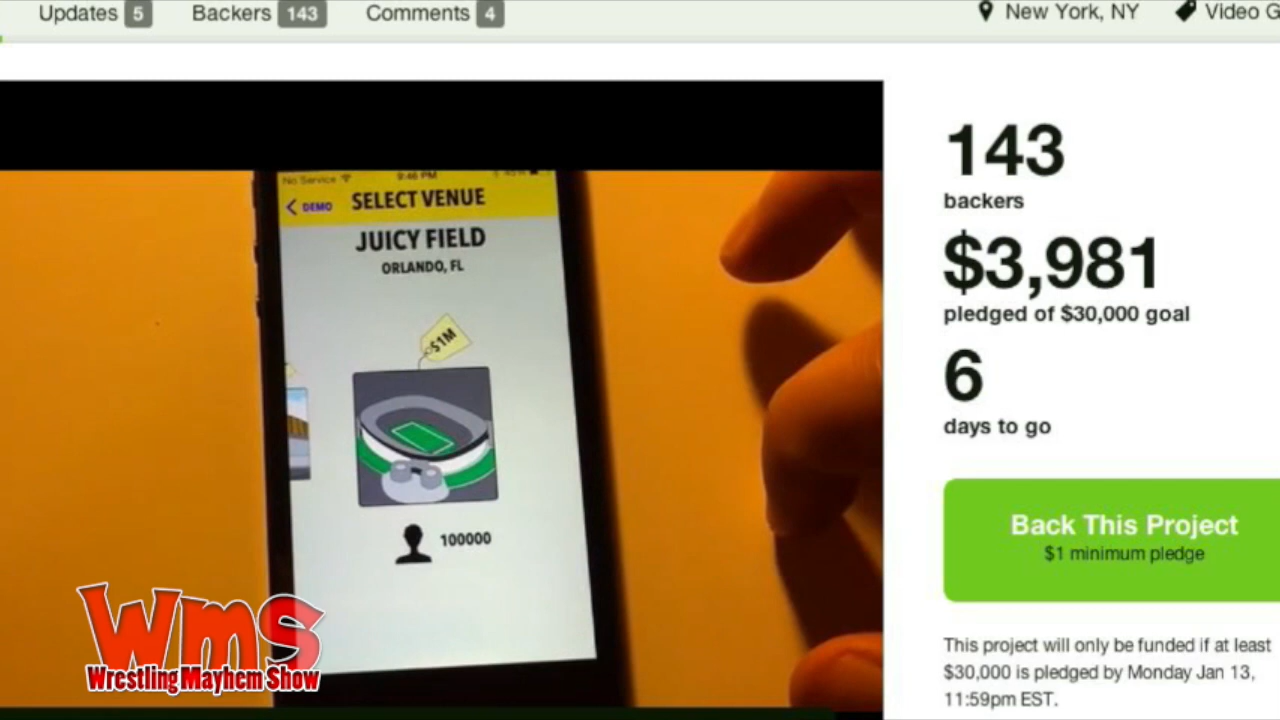 Updates 5 Backers 143 Comments 4 New York, NY Video G
No Service 9:46 PM
DEMO SELECT VENUE
JUICY FIELD
ORLANDO, FL
$1M
100000
143
backers
$3,981
pledged of $30,000 goal
6
days to go
Back This Project
$1 minimum pledge
This project will only be funded if at least
$30,000 is pledged by Monday Jan 13,
11:59pm EST.
Wms
Wrestling Mayhem Show